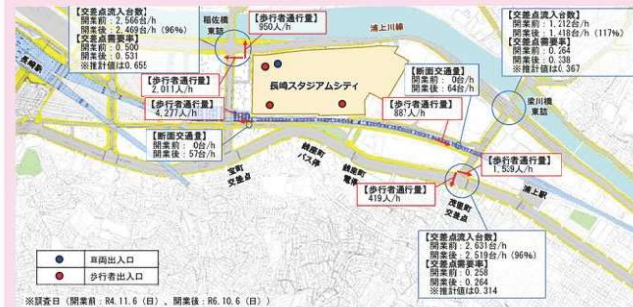 【交差点流入台数】
開業前：2,566台/h
開業後：2,469台/h（96%）
【交差点需要率】
開業前：0.500
開業後：0.531
※推計値は0.655
稲佐橋
東詰
【歩行者通行量】
950人/h
浦上川線
【交差点流入台数】
開業前：1,212台/h
開業後：1,418台/h（117%）
【交差点需要率】
開業前：0.264
開業後：0.338
※推計値は0.367
長崎駅
【歩行者通行量】
2,011人/h
【歩行者通行量】
4,277人/h
長崎スタジアムシティ
【断面交通量】
開業前： 0台/h
開業後：64台/h
【歩行者通行量】
887人/h
梁川橋
東詰
【断面交通量】
開業前： 0台/h
開業後：57台/h
宝町
交差点
銭座町
バス停
銭座町
電停
【歩行者通行量】
419人/h
茂里町
交差点
浦上駅
【歩行者通行量】
【交差点流入台数】
開業前：2,631台/h
開業後：2,519台/h（96%）
【交差点需要率】
開業前：0.258
開業後：0.264
※推計値は0.314
車両出入口
歩行者出入口
※調査日（開業前：R4.11.6（日）、開業後：R6.10.6（日））